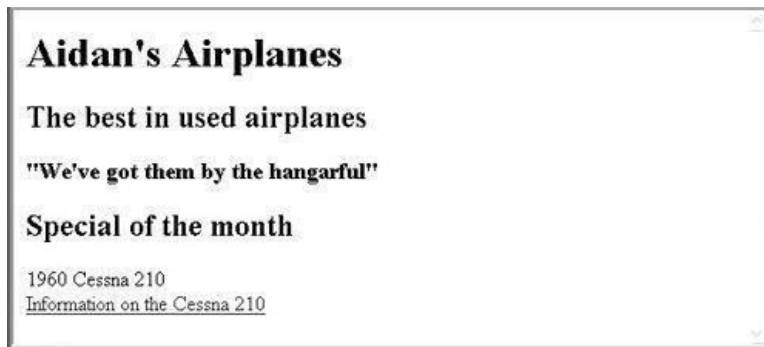 Aidan's Airplanes
The best in used airplanes
"We've got them by the hangarful"
Special of the month
1960 Cessna 210
Information on the Cessna 210